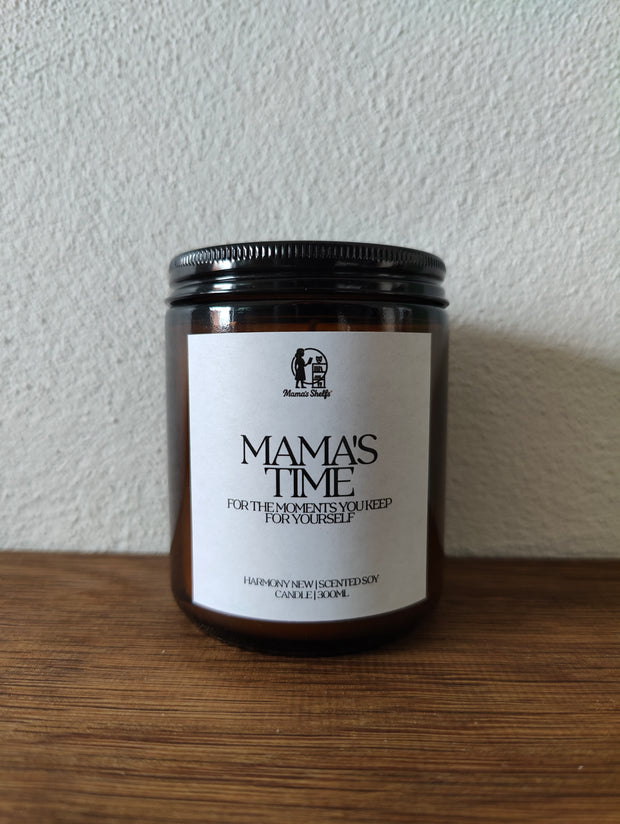 Mama's Shelfs
MAMA'S
TIME
FOR THE MOMENTS YOU KEEP
FOR YOURSELF
HARMONY NEW | SCENTED SOY
CANDLE | 300ML